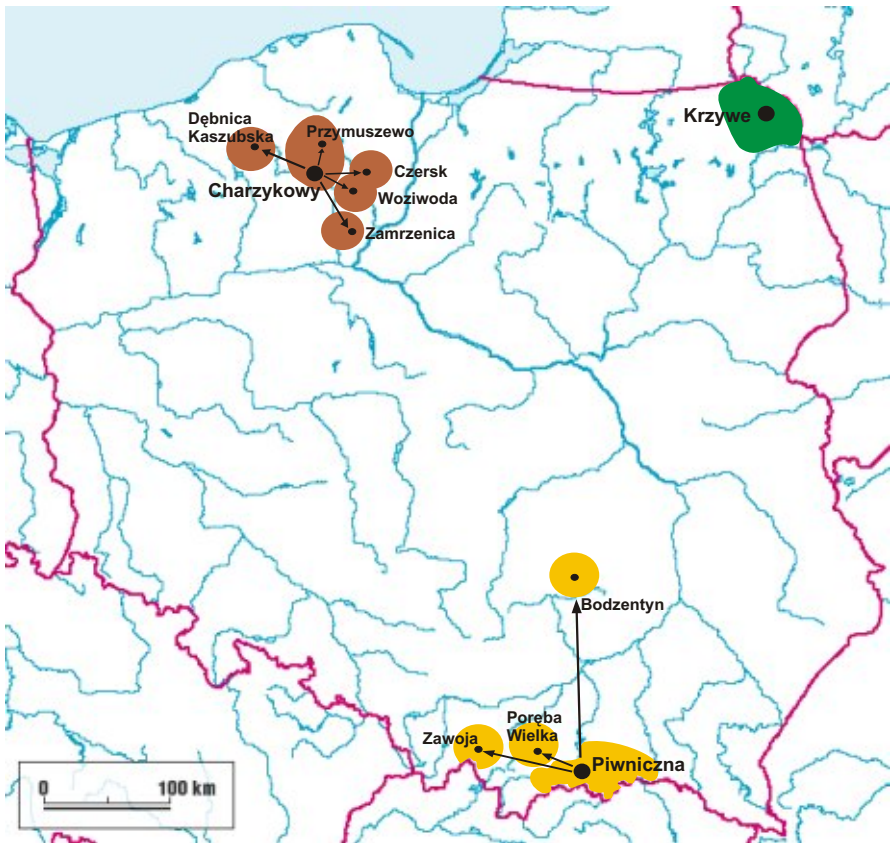 Dębnica
Kaszubska
Przymuszewo
Krzywe
Czersk
Charzykowy
Woziwoda
Zamrzenica
Bodzentyn
Poręba
Wielka
Zawoja
Piwniczna
0 100 km